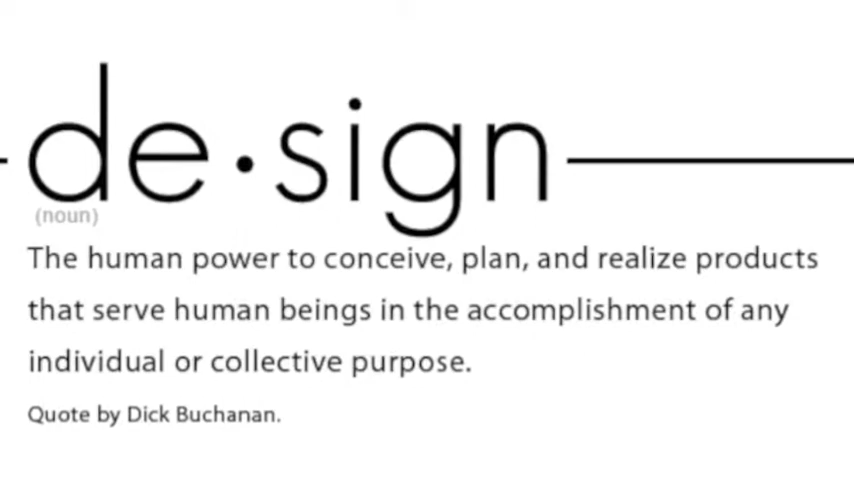 de·sign
(noun)
The human power to conceive, plan, and realize products
that serve human beings in the accomplishment of any
individual or collective purpose.
Quote by Dick Buchanan.